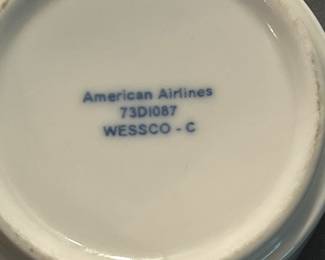 American Airlines
73DI087
WESSCO - C